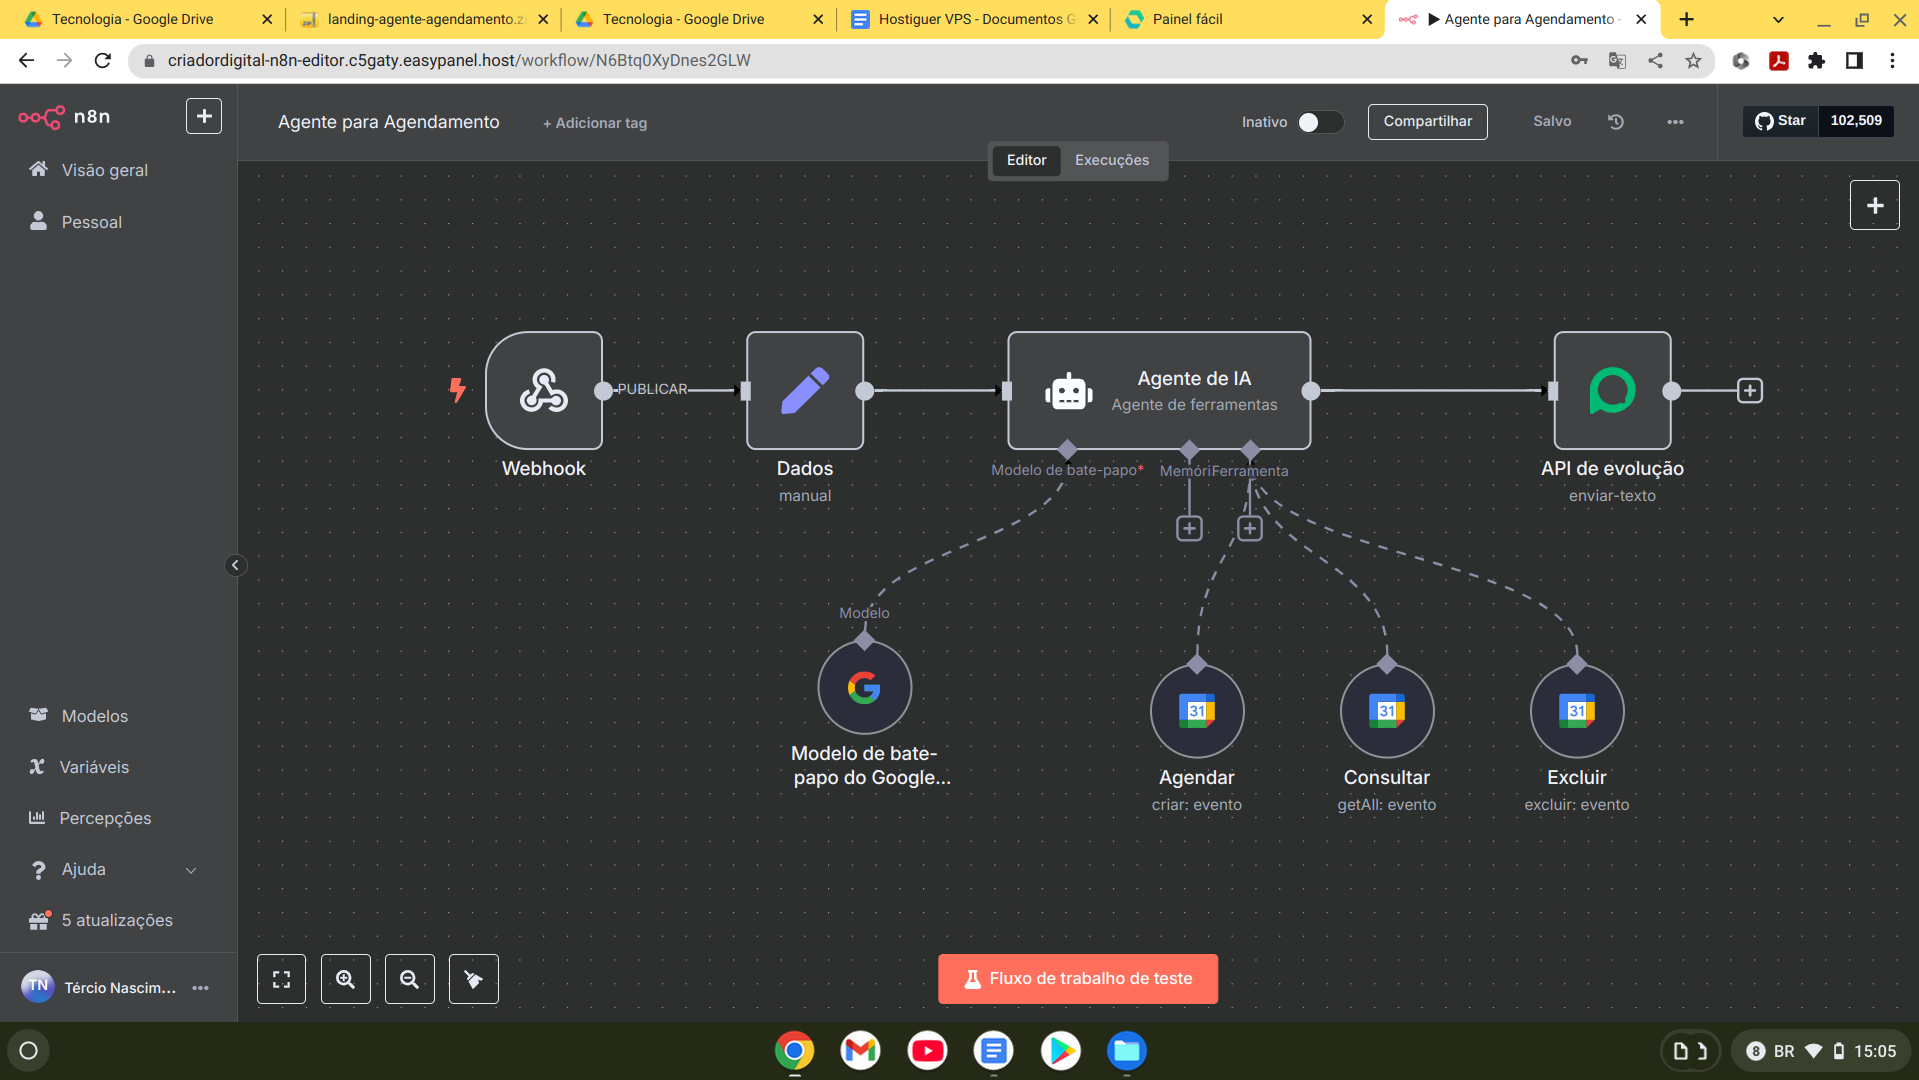 Tecnologia - Google Drive
landing-agente-agendamento.zi
Tecnologia - Google Drive
Hostiguer VPS - Documentos G
Painel fácil
▶ Agente para Agendamento -
criadordigital-n8n-editor.c5gaty.easypanel.host/workflow/N6Btq0XyDnes2GLW
n8n
Agente para Agendamento
+ Adicionar tag
Inativo
Compartilhar
Salvo
Star
102,509
Editor
Execuções
Visão geral
Pessoal
PUBLICAR
Agente de IA
Agente de ferramentas
Webhook
Dados
manual
Modelo de bate-papo*
Memóri
Ferramenta
API de evolução
enviar-texto
Modelo
31
31
31
Modelo de bate-
papo do Google...
Agendar
criar: evento
Consultar
getAll: evento
Excluir
excluir: evento
Modelos
Variáveis
Percepções
Ajuda
5 atualizações
TN
Tércio Nascim...
Fluxo de trabalho de teste
8
BR
15:05